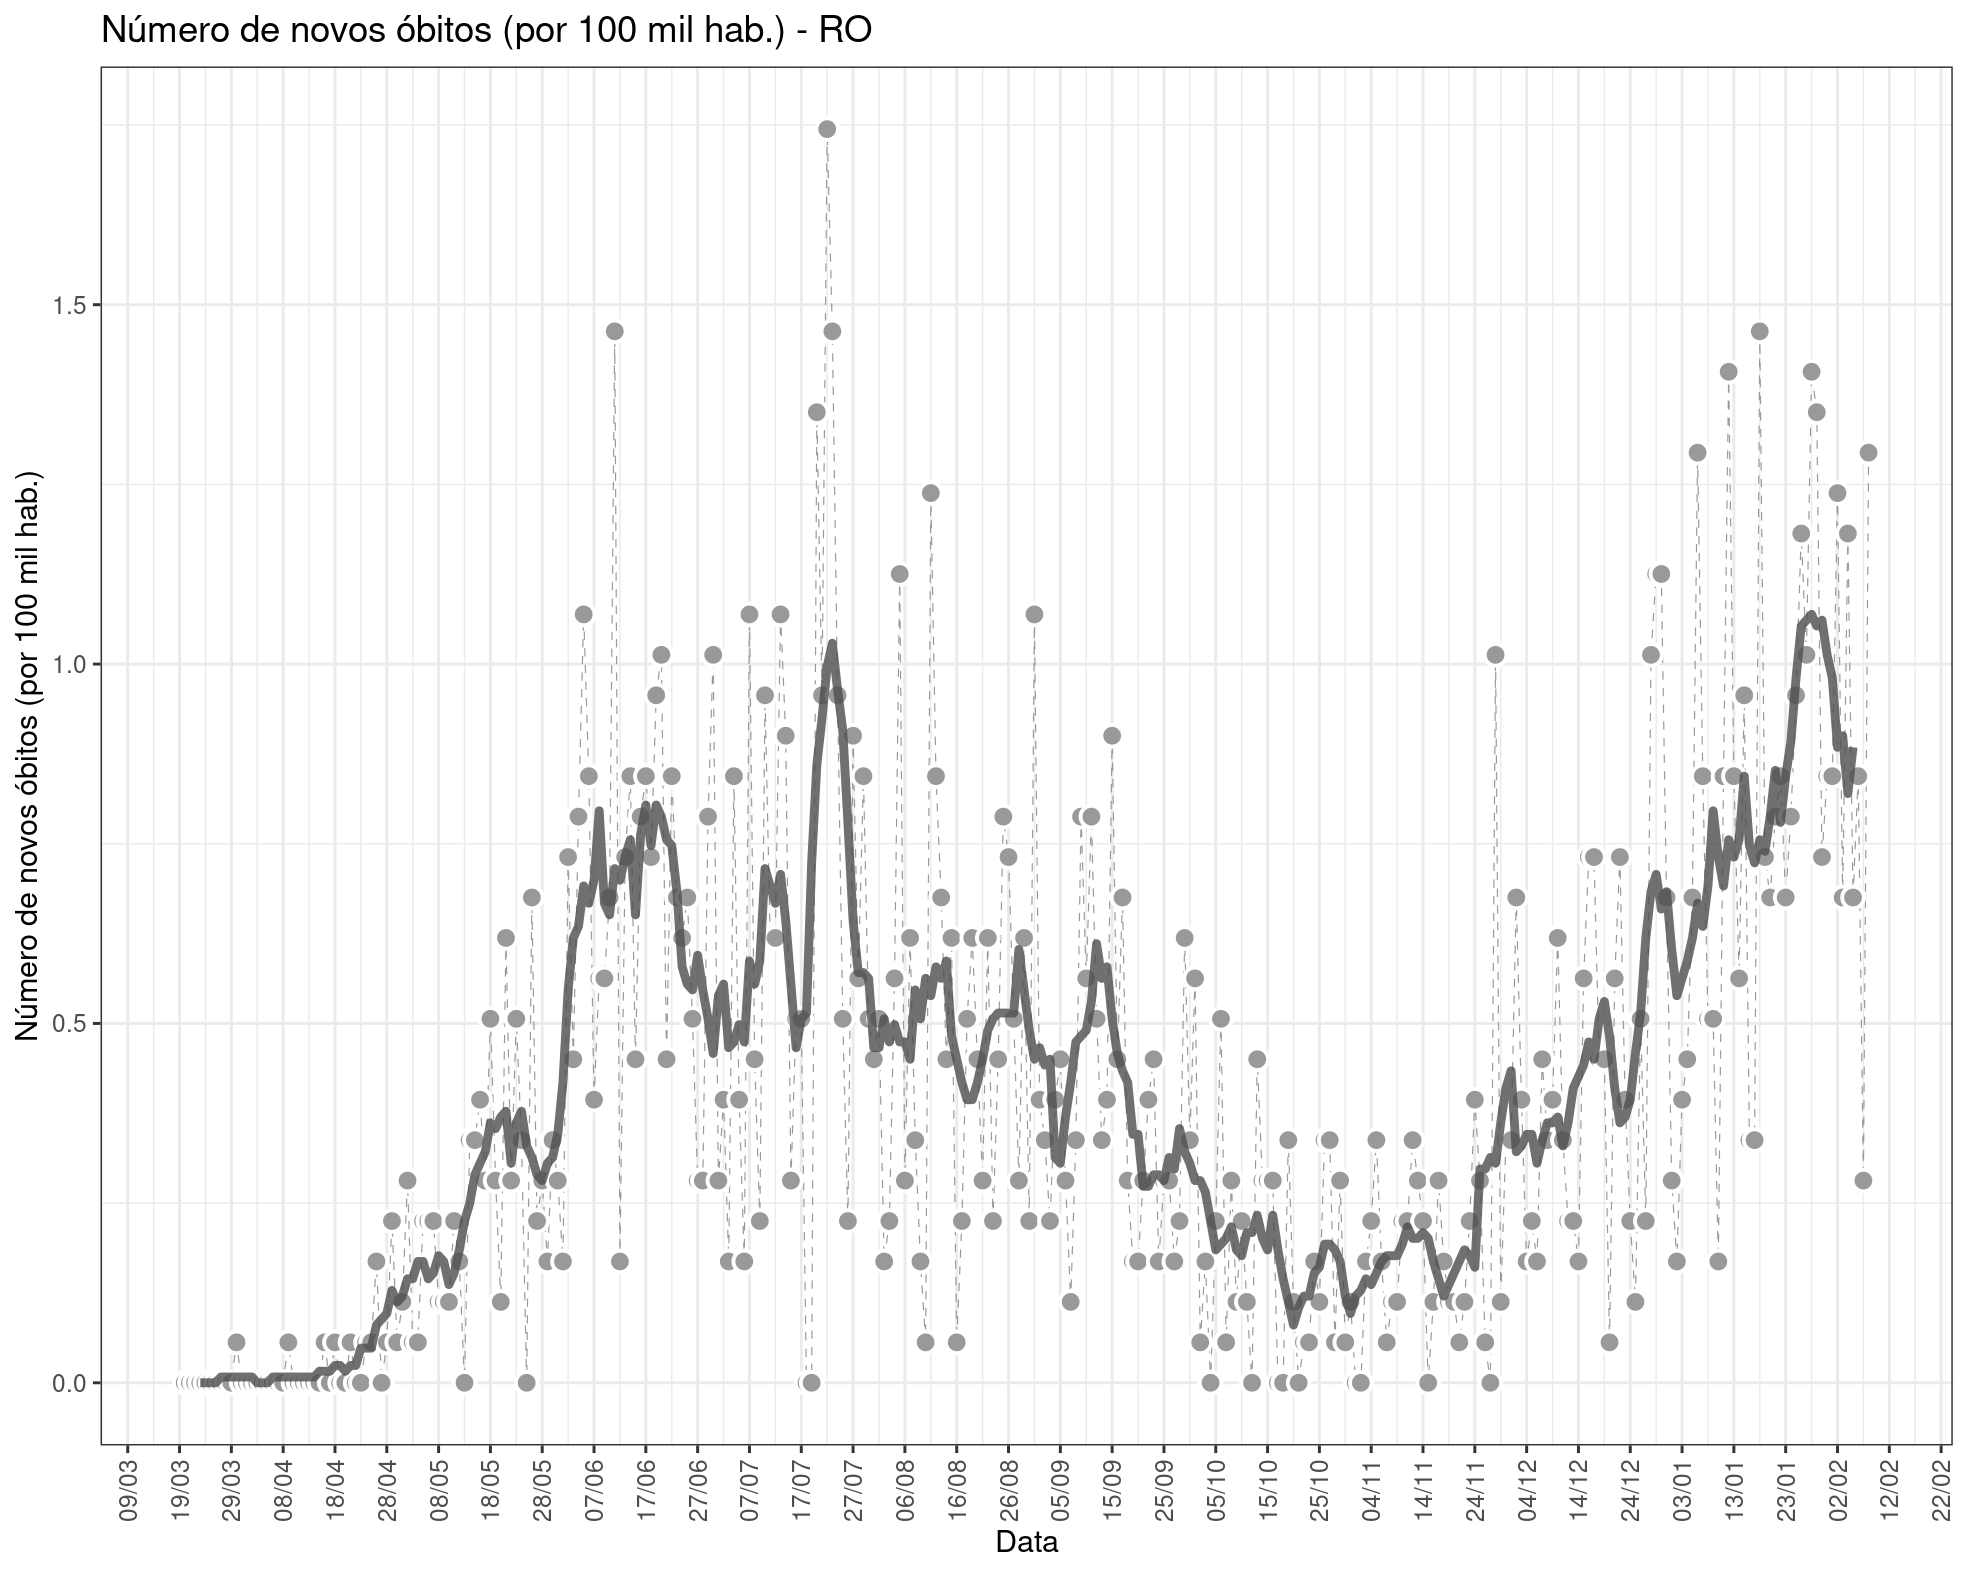 Número de novos óbitos (por 100 mil hab.) - RO
Número de novos óbitos (por 100 mil hab.)
1.5
1.0
0.5
0.0
09/03 19/03 29/03 08/04 18/04 28/04 08/05 18/05 28/05 07/06 17/06 27/06 07/07 17/07 27/07 06/08 16/08 26/08 05/09 15/09 25/09 05/10 15/10 25/10 04/11 14/11 24/11 04/12 14/12 24/12 03/01 13/01 23/01 02/02 12/02 22/02
Data